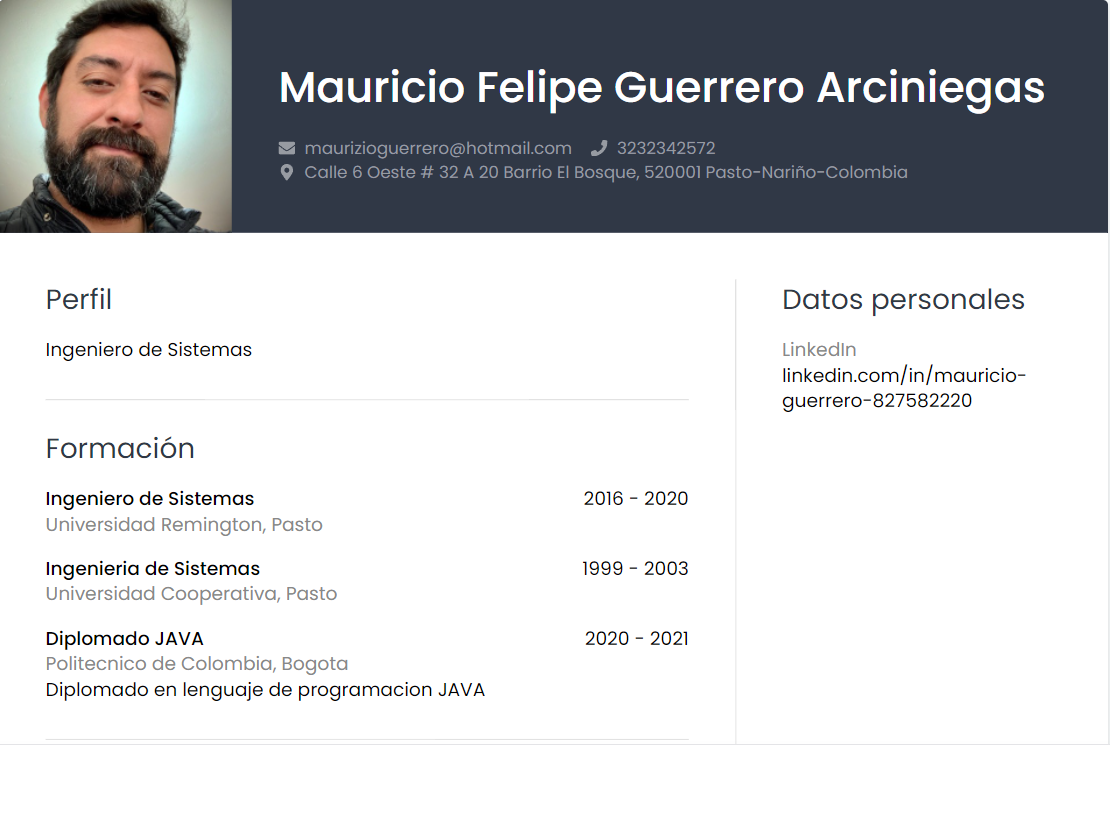 Mauricio Felipe Guerrero Arciniegas
maurizioguerrero@hotmail.com 3232342572
Calle 6 Oeste # 32 A 20 Barrio El Bosque, 520001 Pasto-Nariño-Colombia
Perfil
Ingeniero de Sistemas
Formación
Ingeniero de Sistemas 2016 - 2020
Universidad Remington, Pasto
Ingenieria de Sistemas 1999 - 2003
Universidad Cooperativa, Pasto
Diplomado JAVA 2020 - 2021
Politecnico de Colombia, Bogota
Diplomado en lenguaje de programacion JAVA
Datos personales
LinkedIn
linkedin.com/in/mauricio-
guerrero-827582220